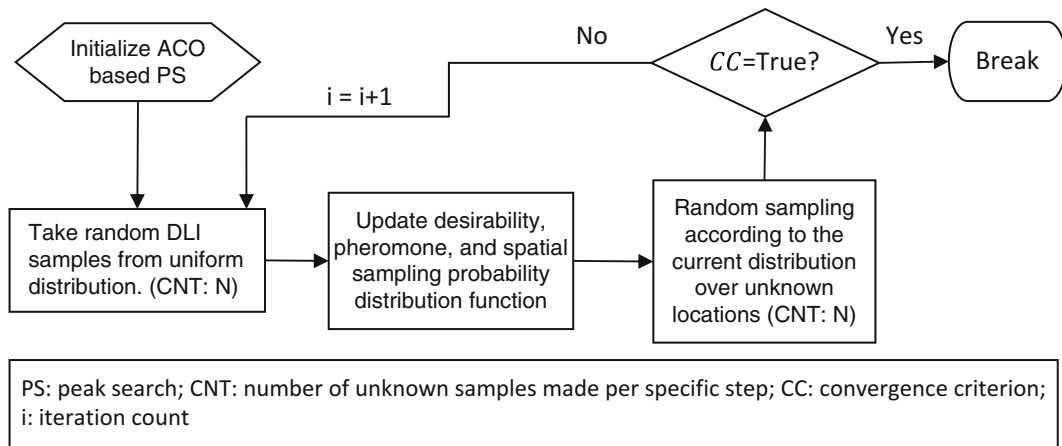 Initialize ACO
based PS
No
CC=True?
Yes
Break
i = i+1
Take random DLI
samples from uniform
distribution. (CNT: N)
Update desirability,
pheromone, and spatial
sampling probability
distribution function
Random sampling
according to the
current distribution
over unknown
locations (CNT: N)
PS: peak search; CNT: number of unknown samples made per specific step; CC: convergence criterion;
i: iteration count